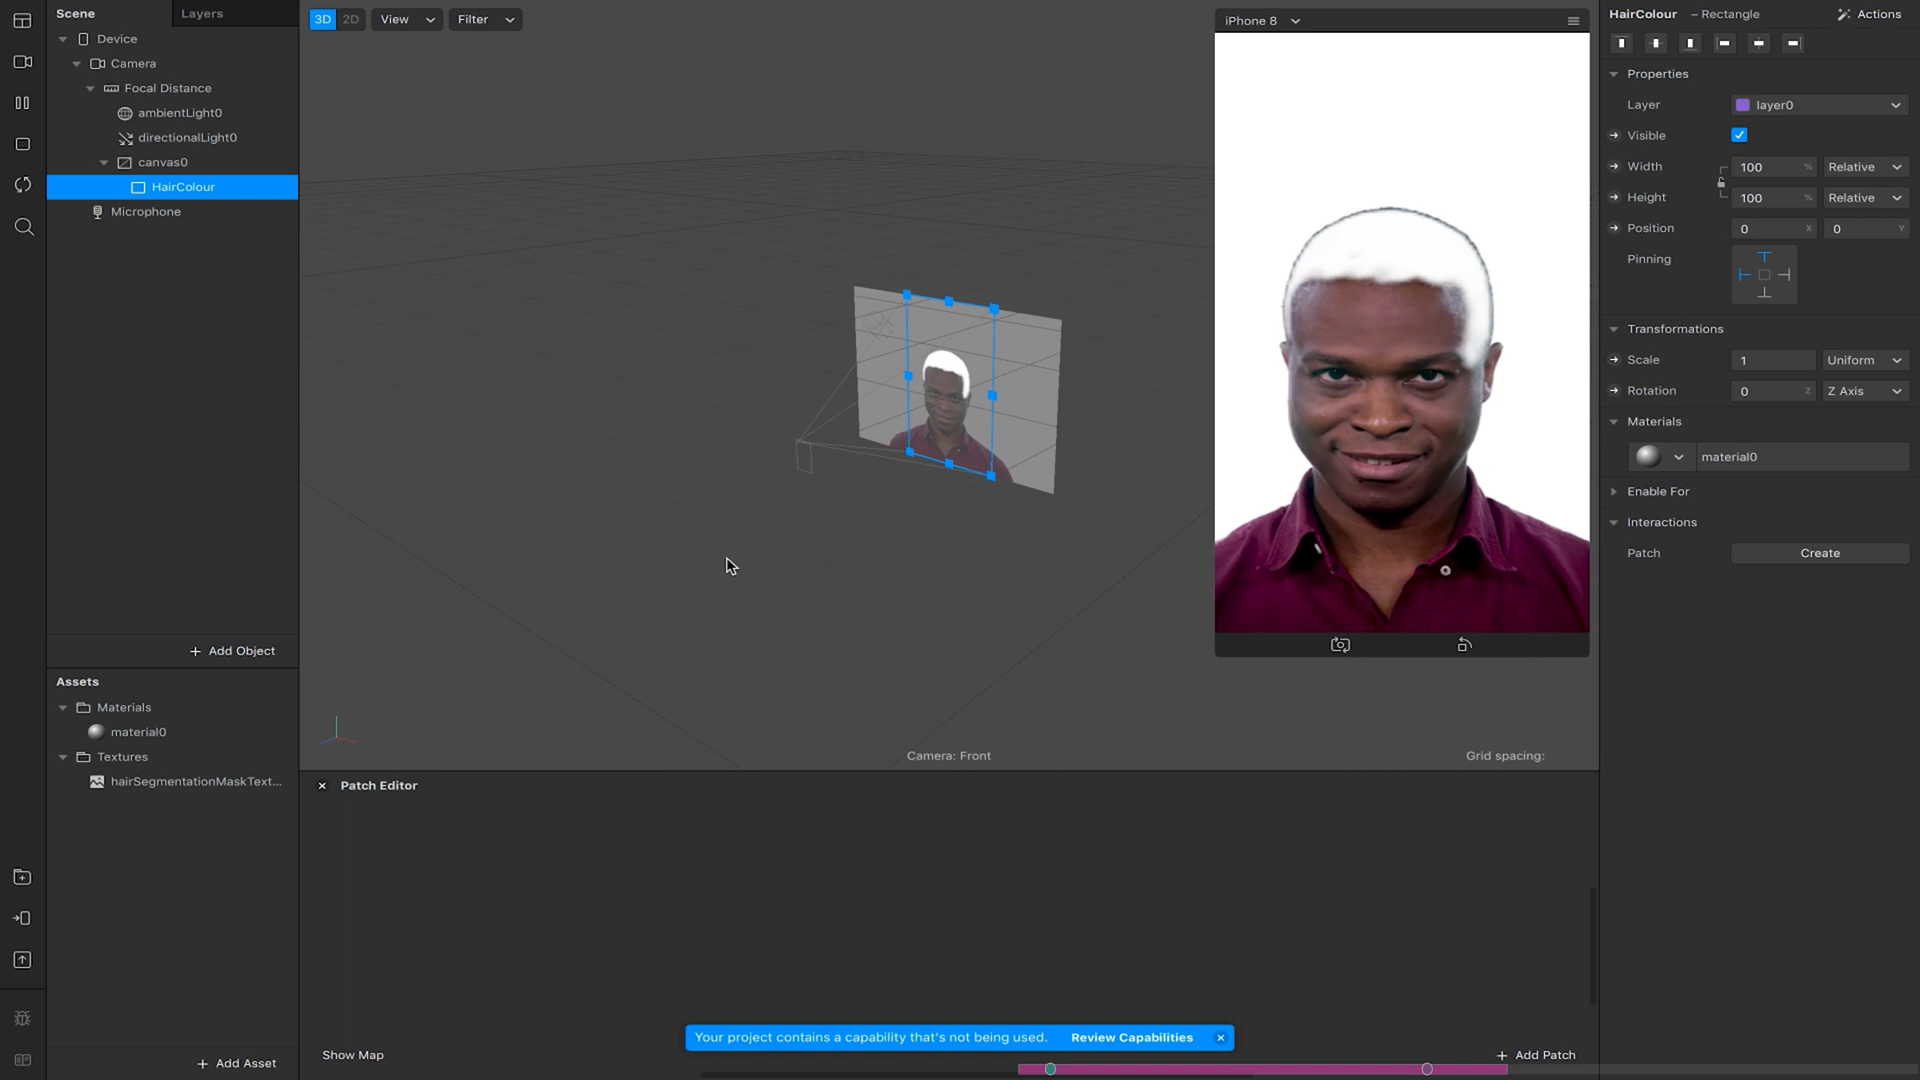 Scene
Layers
Device
Camera
Focal Distance
ambientLight0
directionalLight0
canvas0
HairColour
Microphone
+ Add Object
Assets
Materials
material0
Textures
hairSegmentationMaskText...
+ Add Asset
3D 2D View Filter
iPhone 8
Camera: Front
Grid spacing:
Patch Editor
Your project contains a capability that's not being used. Review Capabilities
Show Map
+ Add Patch
HairColour – Rectangle
Actions
Properties
Layer layer0
Visible
Width 100 % Relative
Height 100 % Relative
Position 0 X 0 Y
Pinning
Transformations
Scale 1 Uniform
Rotation 0 Z Z Axis
Materials
material0
Enable For
Interactions
Patch Create